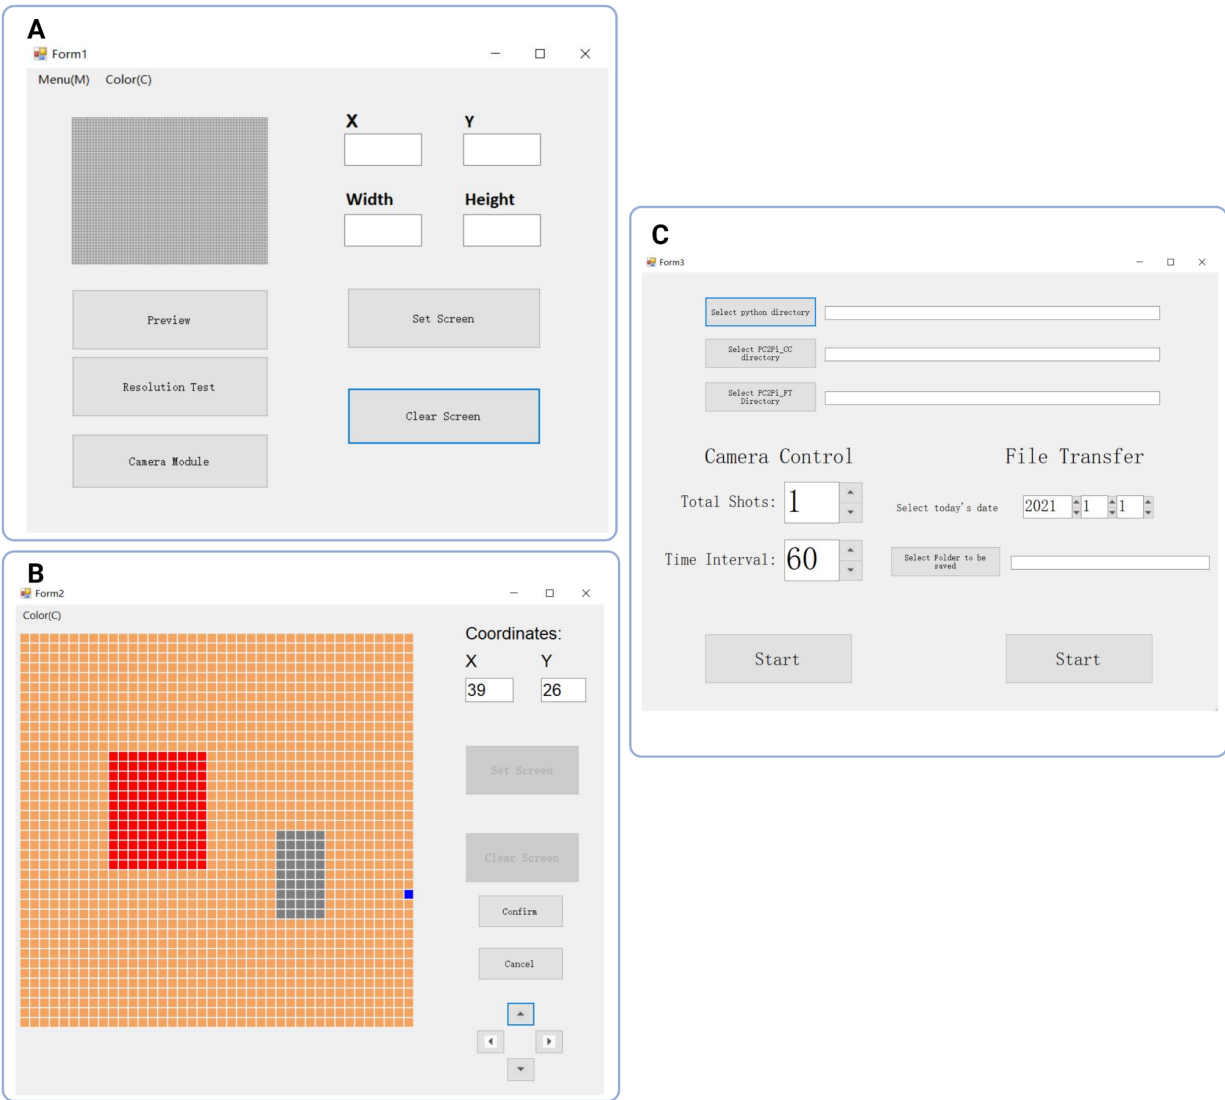 A
Form1
Menu(M) Color(C)
X Y
Width Height
Preview
Set Screen
Resolution Test
Clear Screen
Camera Module
B
Form2
Color(C)
Coordinates:
X Y
39 26
Set Screen
Clear Screen
Confirm
Cancel
C
Form3
Select python directory
Select PC2Pi_CC
directory
Select PC2Pi_FT
Directory
Camera Control File Transfer
Total Shots: 1
Select today's date 2021 1 1
Time Interval: 60
Select Folder to be
saved
Start Start